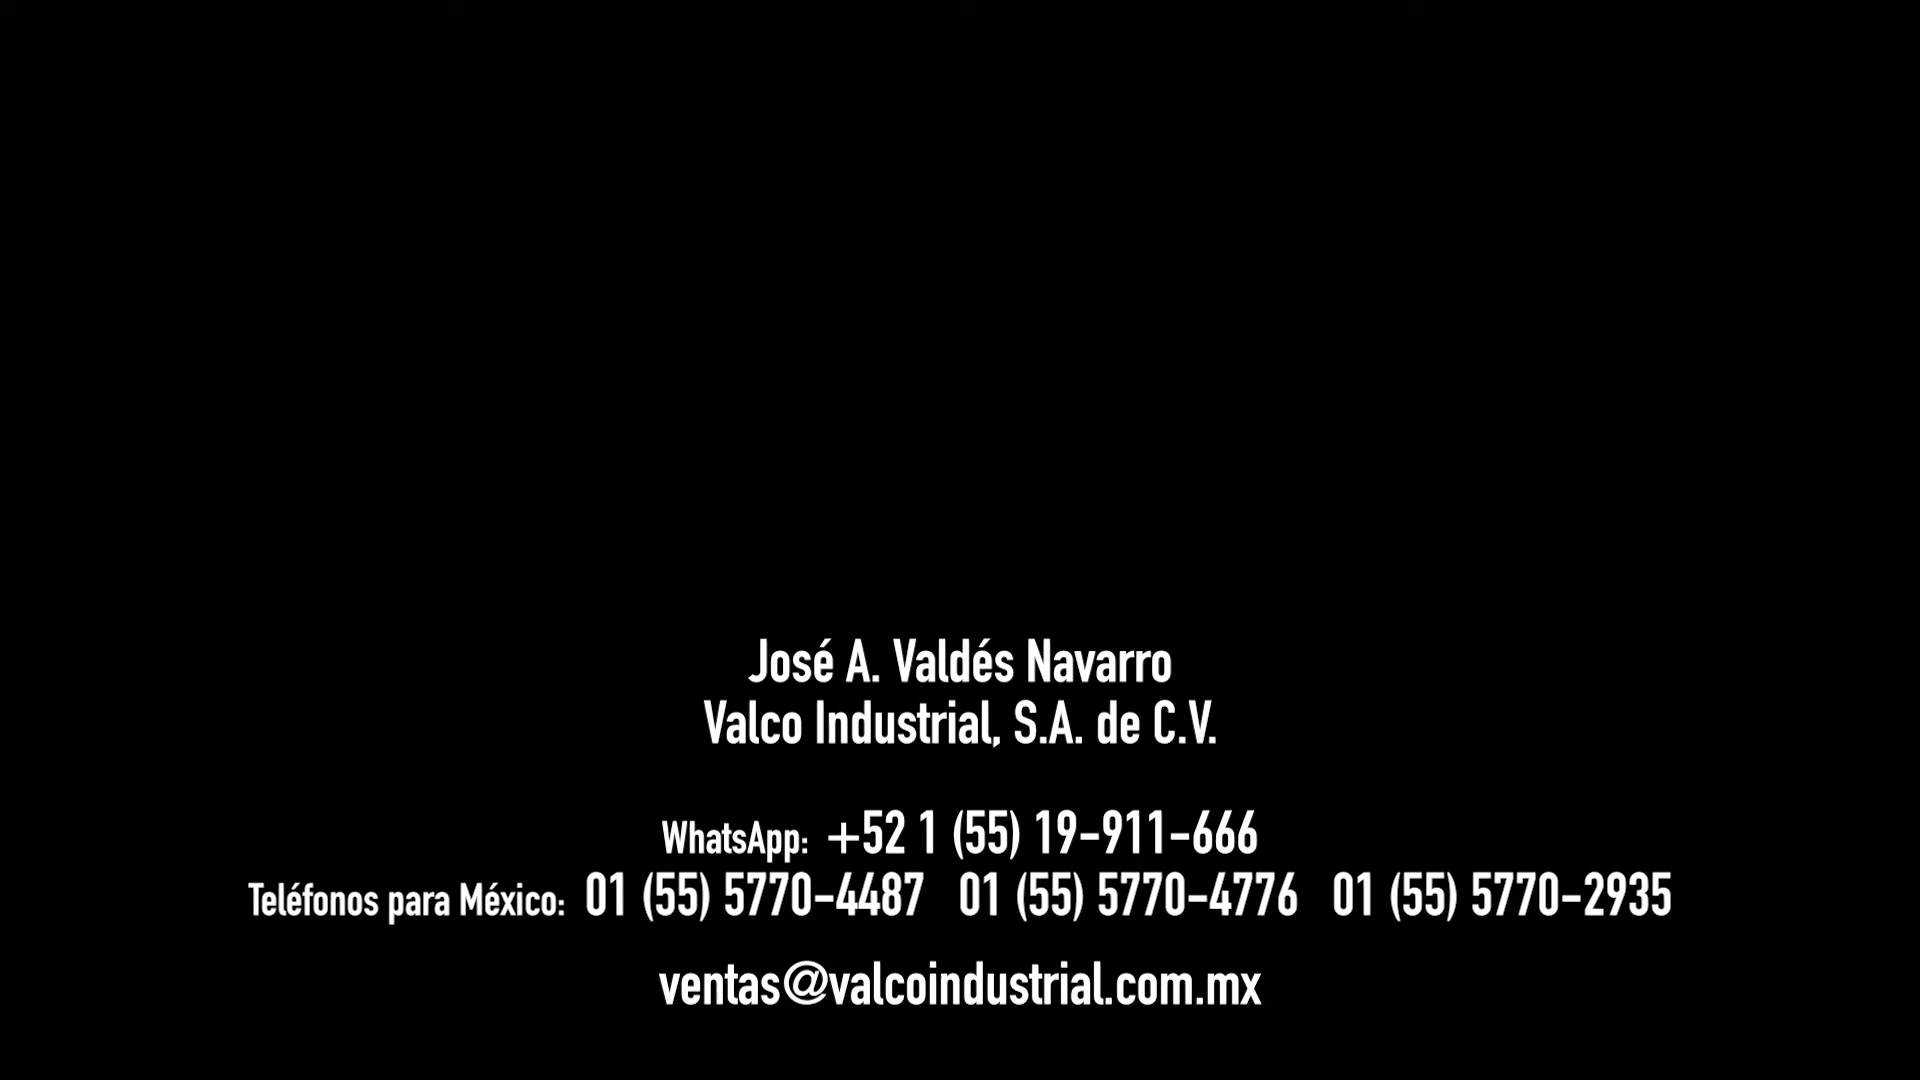 José A. Valdés Navarro
Valco Industrial, S.A. de C.V.
WhatsApp: +52 1 (55) 19-911-666
Teléfonos para México: 01 (55) 5770-4487 01 (55) 5770-4776 01 (55) 5770-2935
ventas@valcoindustrial.com.mx